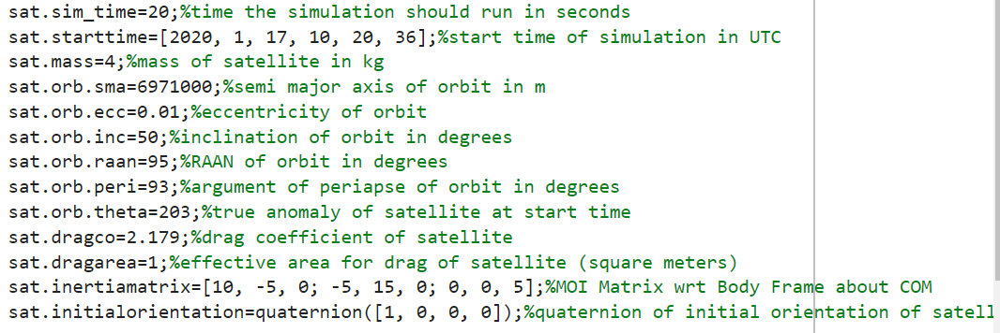 sat.sim_time=20;%time the simulation should run in seconds
sat.starttime=[2020, 1, 17, 10, 20, 36];%start time of simulation in UTC
sat.mass=4;%mass of satellite in kg
sat.orb.sma=6971000;%semi major axis of orbit in m
sat.orb.ecc=0.01;%eccentricity of orbit
sat.orb.inc=50;%inclination of orbit in degrees
sat.orb.raan=95;%RAAN of orbit in degrees
sat.orb.peri=93;%argument of periapse of orbit in degrees
sat.orb.theta=203;%true anomaly of satellite at start time
sat.dragco=2.179;%drag coefficient of satellite
sat.dragarea=1;%effective area for drag of satellite (square meters)
sat.inertiamatrix=[10, -5, 0; -5, 15, 0; 0, 0, 5];%MOI Matrix wrt Body Frame about COM
sat.initialorientation=quaternion([1, 0, 0, 0]);%quaternion of initial orientation of satell